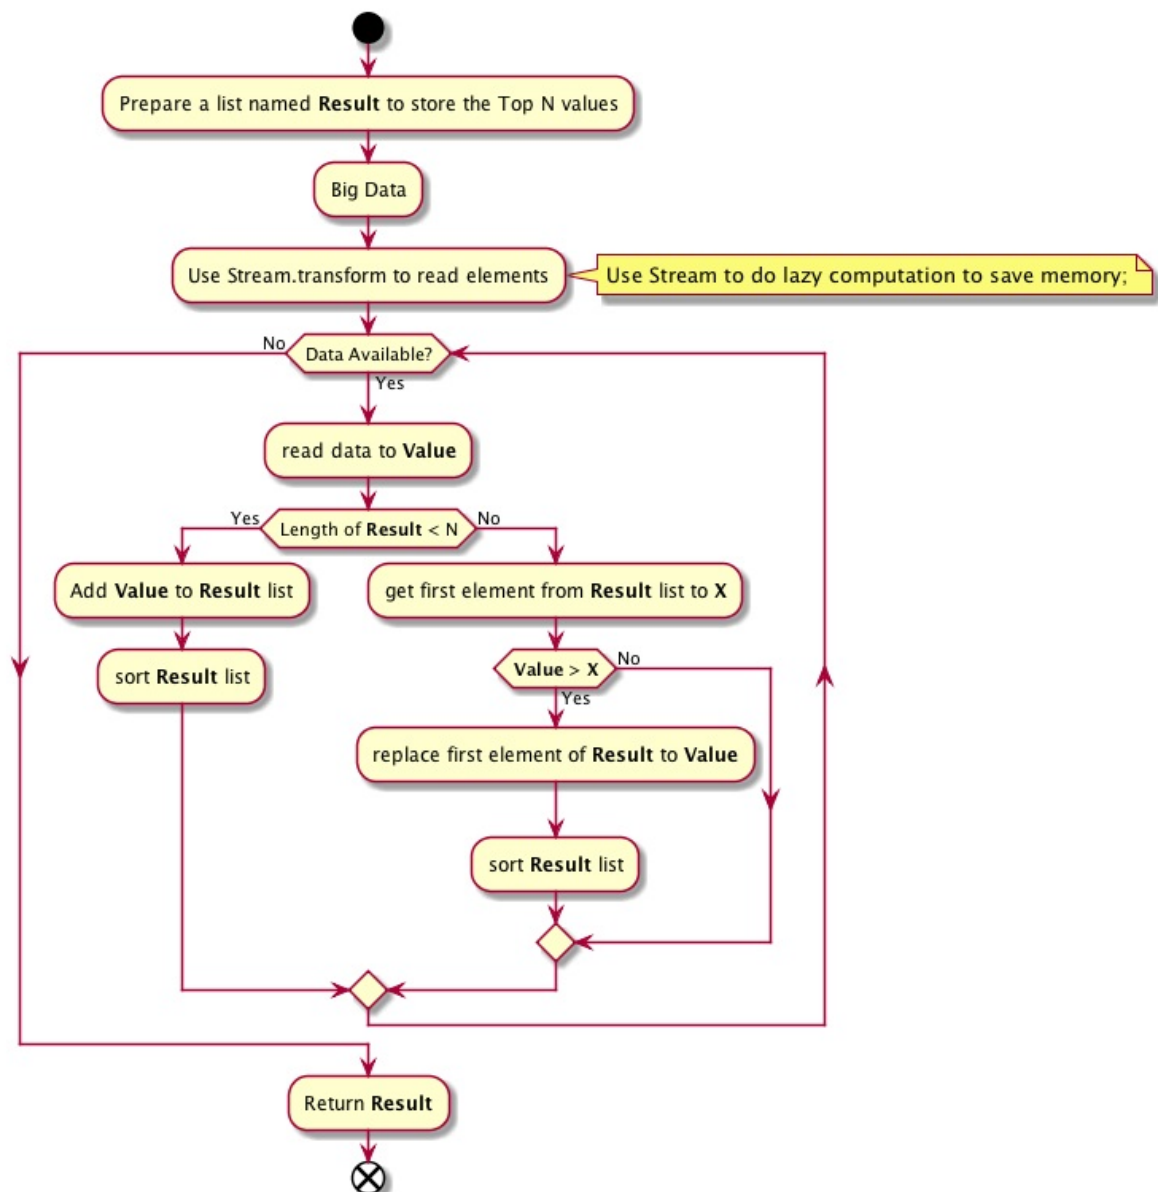 Prepare a list named Result to store the Top N values
Big Data
Use Stream.transform to read elements
Use Stream to do lazy computation to save memory;
No
Data Available?
Yes
read data to Value
Yes
Length of Result < N
No
Add Value to Result list
get first element from Result list to X
sort Result list
Value > X
No
Yes
replace first element of Result to Value
sort Result list
Return Result